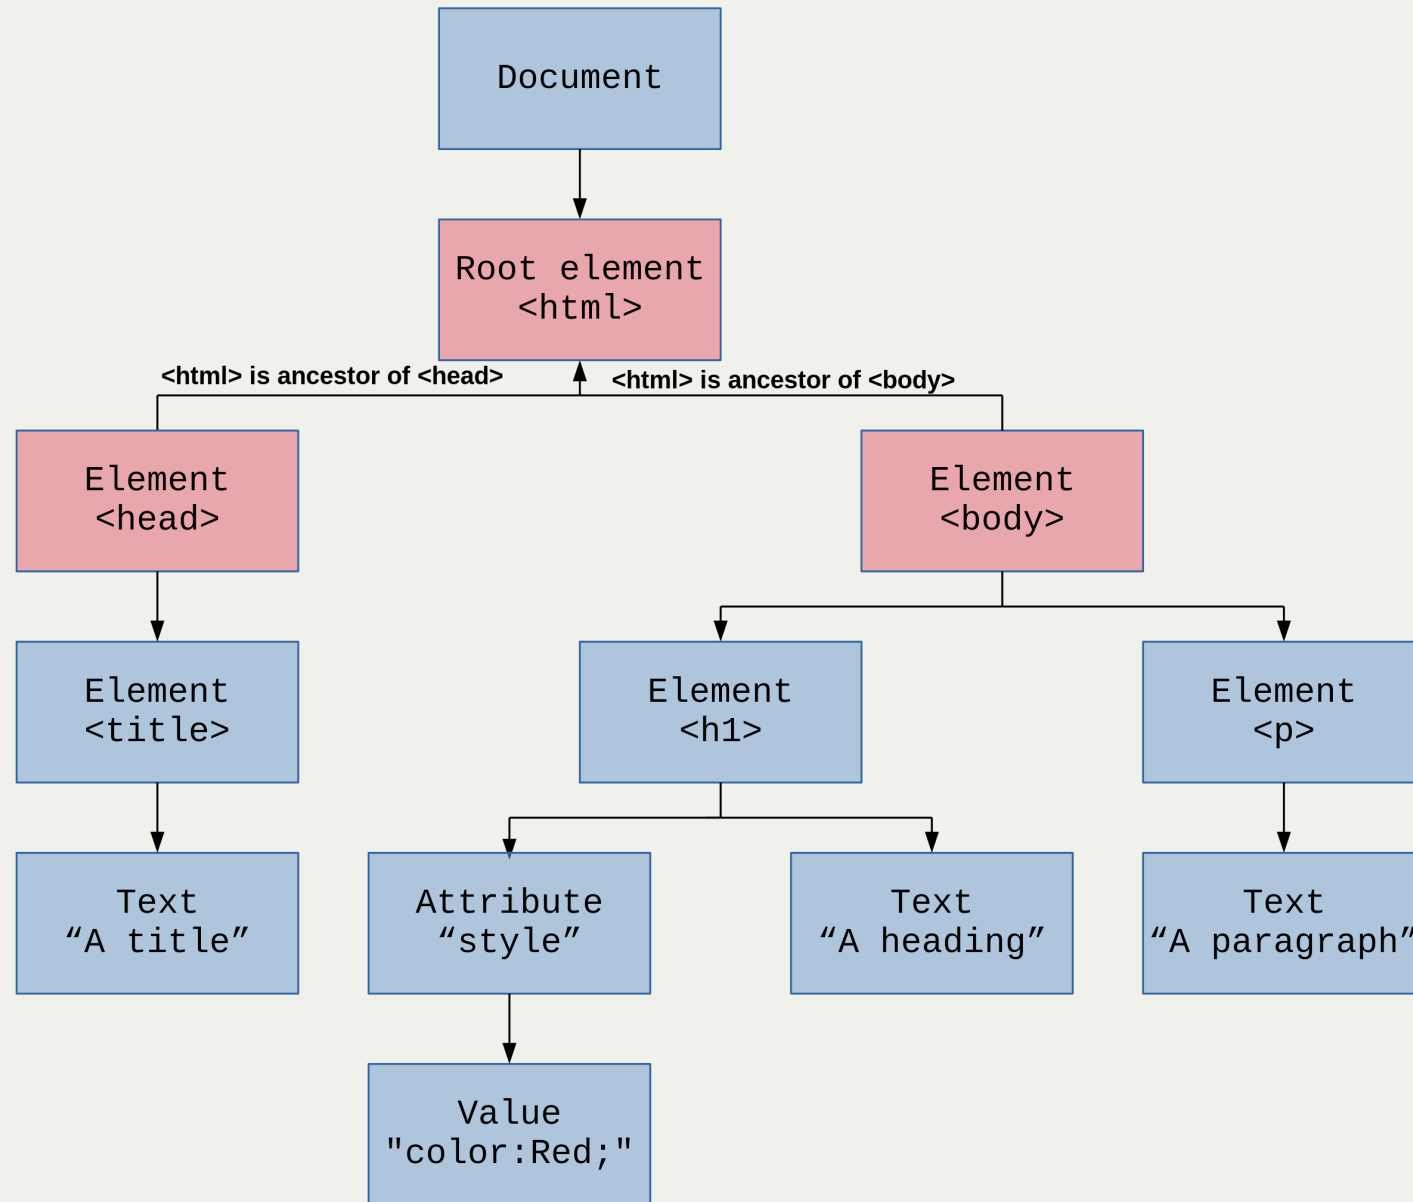 Document
Root element
<html>
<html> is ancestor of <head>
<html> is ancestor of <body>
Element
<head>
Element
<body>
Element
<title>
Element
<h1>
Element
<p>
Text
“A title”
Attribute
“style”
Text
“A heading”
Text
“A paragraph”
Value
"color:Red;"